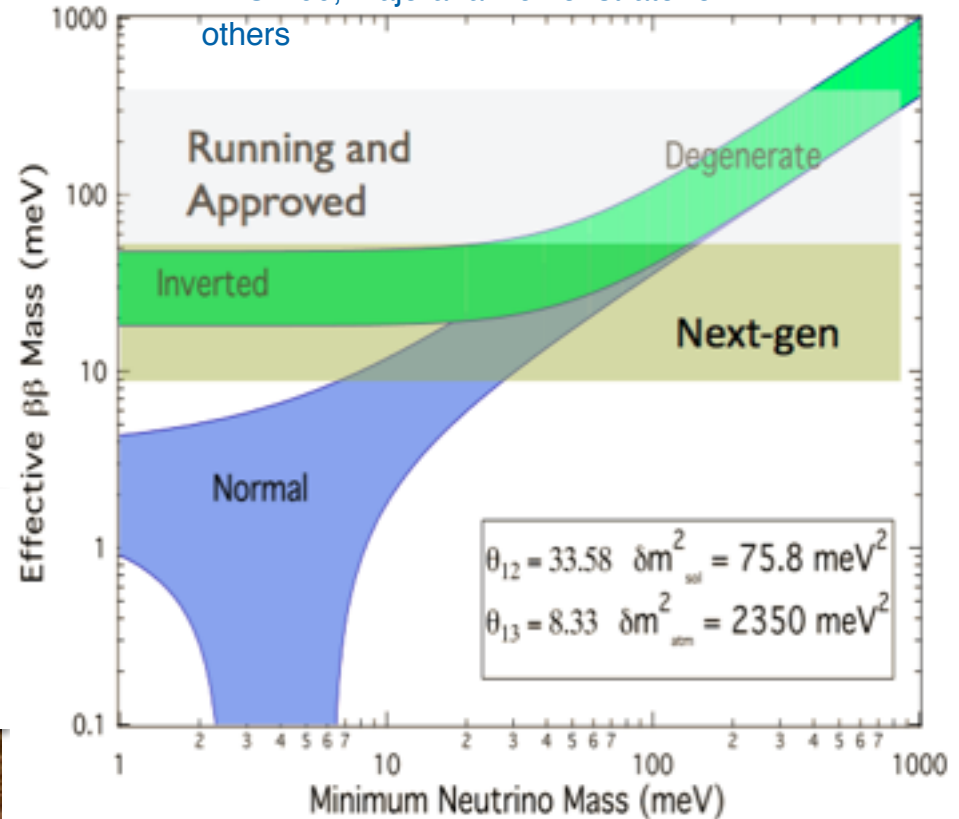 others
1000
Running and
Approved
Degenerate
100
Inverted
Next-gen
10
Normal
1
θ12 = 33.58 δm²sol = 75.8 meV²
θ13 = 8.33 δm²atm = 2350 meV²
0.1
2 3 4 5 6 7 2 3 4 5 6 7 2 3 4 5 6 7
1 10 100 1000
Minimum Neutrino Mass (meV)
Effective ββ Mass (meV)